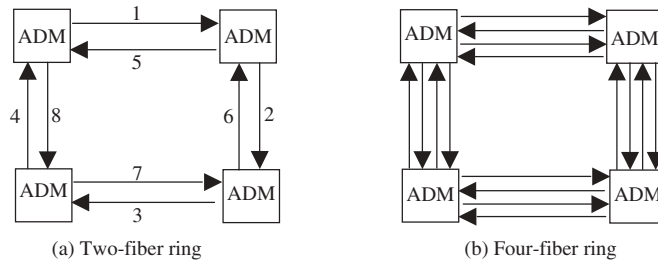 1
ADM
ADM
5
4
8
6
2
7
ADM
ADM
3
(a) Two-fiber ring
ADM
ADM
ADM
ADM
(b) Four-fiber ring